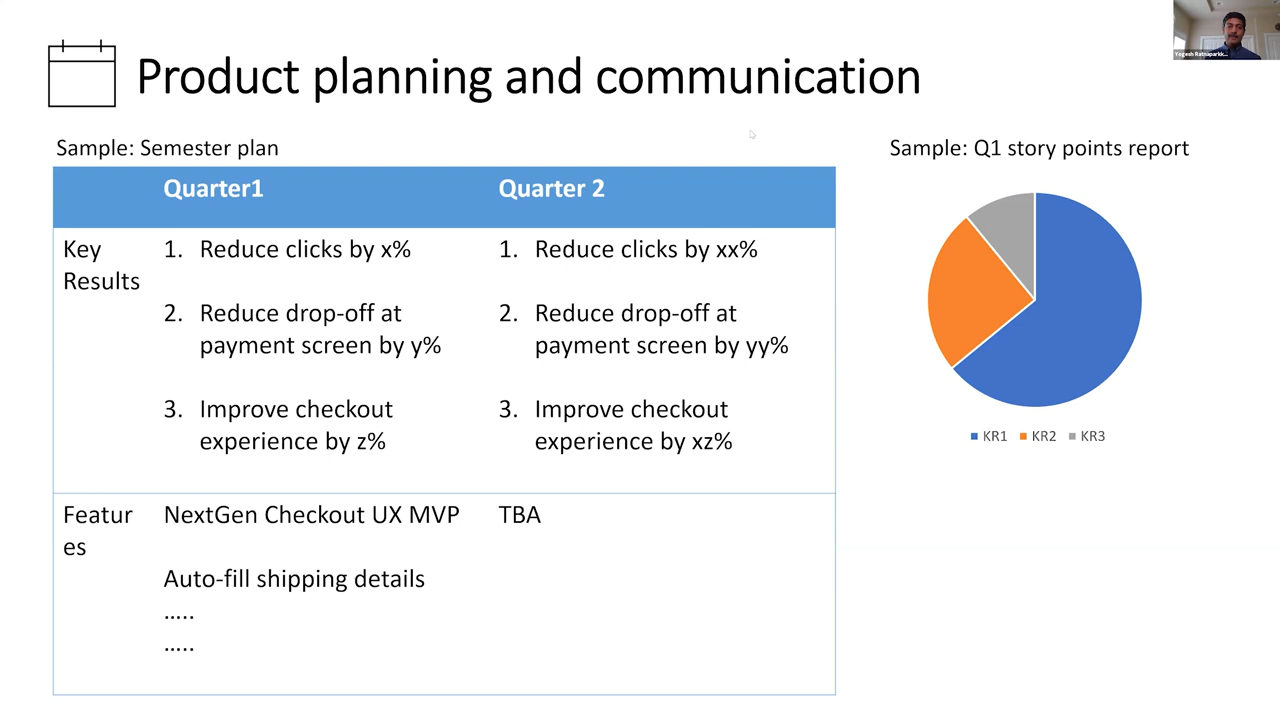 Product planning and communication
Sample: Semester plan
Quarter1
Quarter 2
Key
Results
1. Reduce clicks by x%
2. Reduce drop-off at
payment screen by y%
3. Improve checkout
experience by z%
1. Reduce clicks by xx%
2. Reduce drop-off at
payment screen by yy%
3. Improve checkout
experience by xz%
Featur
es
NextGen Checkout UX MVP
Auto-fill shipping details
.....
.....
TBA
Sample: Q1 story points report
KR1 KR2 KR3
Yogesh